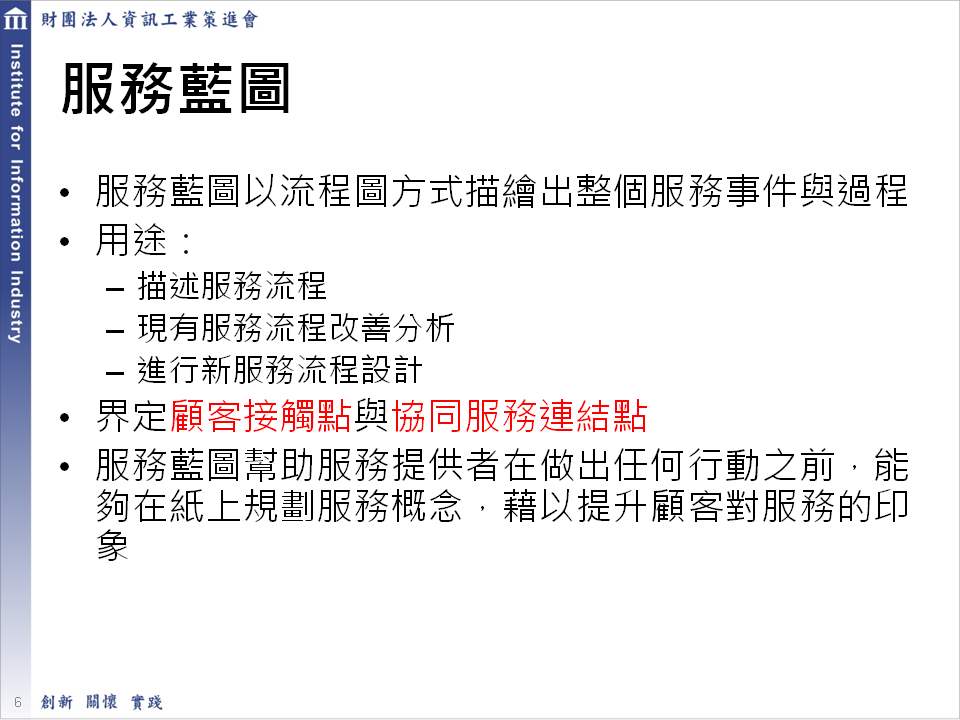 財團法人資訊工業策進會
Institute for Information Industry
服務藍圖
• 服務藍圖以流程圖方式描繪出整個服務事件與過程
• 用途：
– 描述服務流程
– 現有服務流程改善分析
– 進行新服務流程設計
• 界定顧客接觸點與協同服務連結點
• 服務藍圖幫助服務提供者在做出任何行動之前，能
夠在紙上規劃服務概念，藉以提升顧客對服務的印
象
6
創新 關懷 實踐